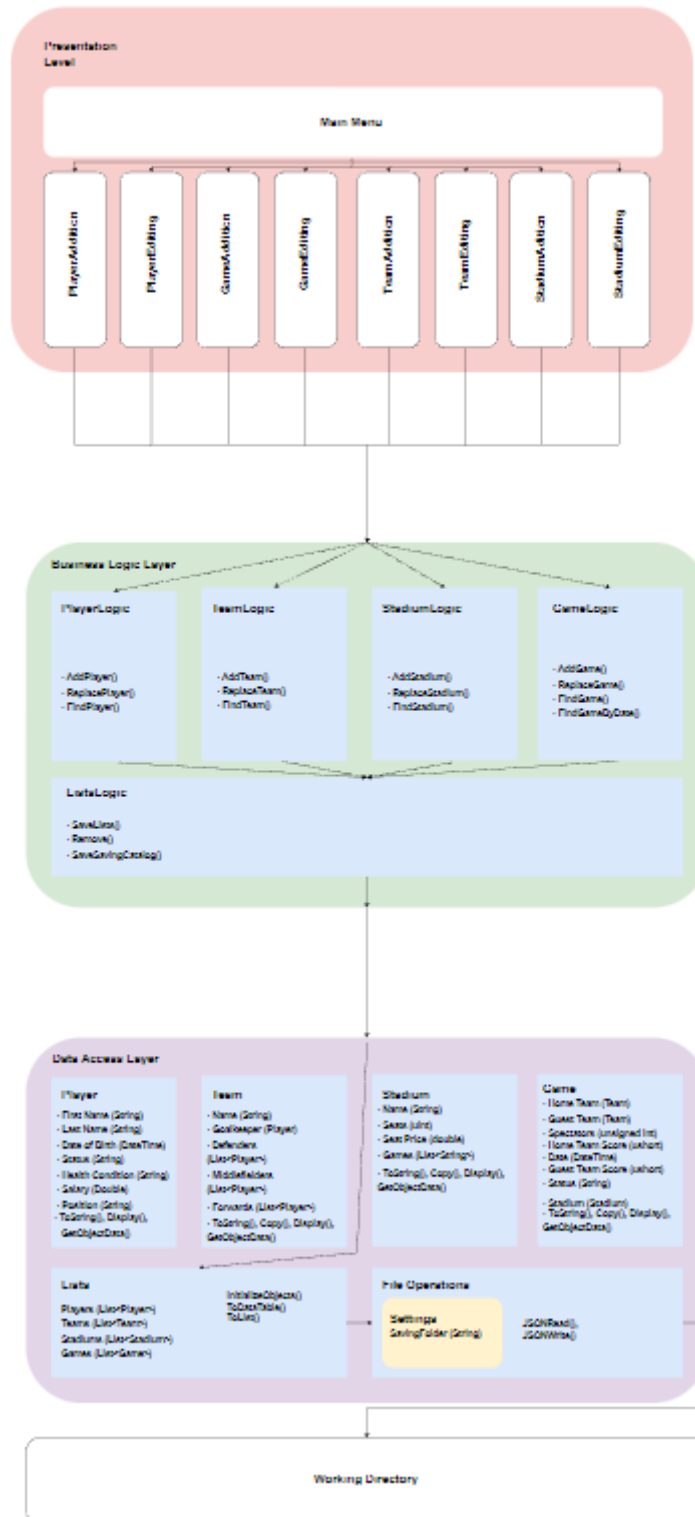 Presentation
Level
Main Menu
PlayerAddition
PlayerEditing
GameAddition
GameEditing
TeamAddition
TeamEditing
StadiumAddition
StadiumEditing
Business Logic Layer
PlayerLogic
- AddPlayer()
- ReplacePlayer()
- FindPlayer()
TeamLogic
- AddTeam()
- ReplaceTeam()
- FindTeam()
StadiumLogic
- AddStadium()
- ReplaceStadium()
- FindStadium()
GameLogic
- AddGame()
- ReplaceGame()
- FindGame()
- FindGameByDate()
ListsLogic
- SaveLists()
- Remove()
- SaveSavingCatalog()
Data Access Layer
Player
- First Name (String)
- Last Name (String)
- Date of Birth (DateTime)
- Status (String)
- Health Condition (String)
- Salary (Double)
- Position (String)
- ToString(), Display(),
GetObjectData()
Team
- Name (String)
- Goalkeeper (Player)
- Defenders
(List<Player>)
- Middlefielders
(List<Player>)
- Forwards (List<Player>)
- ToString(), Copy(), Display(),
GetObjectData()
Stadium
- Name (String)
- Seats (uint)
- Seat Price (double)
- Games (List<String>)
- ToString(), Copy(), Display(),
GetObjectData()
Game
- Home Team (Team)
- Guest Team (Team)
- Spectators (unsigned int)
- Home Team Score (ushort)
- Date (DateTime)
- Guest Team Score (ushort)
- Status (String)
- Stadium (Stadium)
- ToString(), Copy(), Display(),
GetObjectData()
Lists
Players (List<Player>)
Teams (List<Team>)
Stadiums (List<Stadium>)
Games (List<Game>)
InitializeObjects()
ToDataTable()
ToList()
File Operations
Settings
SavingFolder (String)
JSONRead(),
JSONWrite()
Working Directory